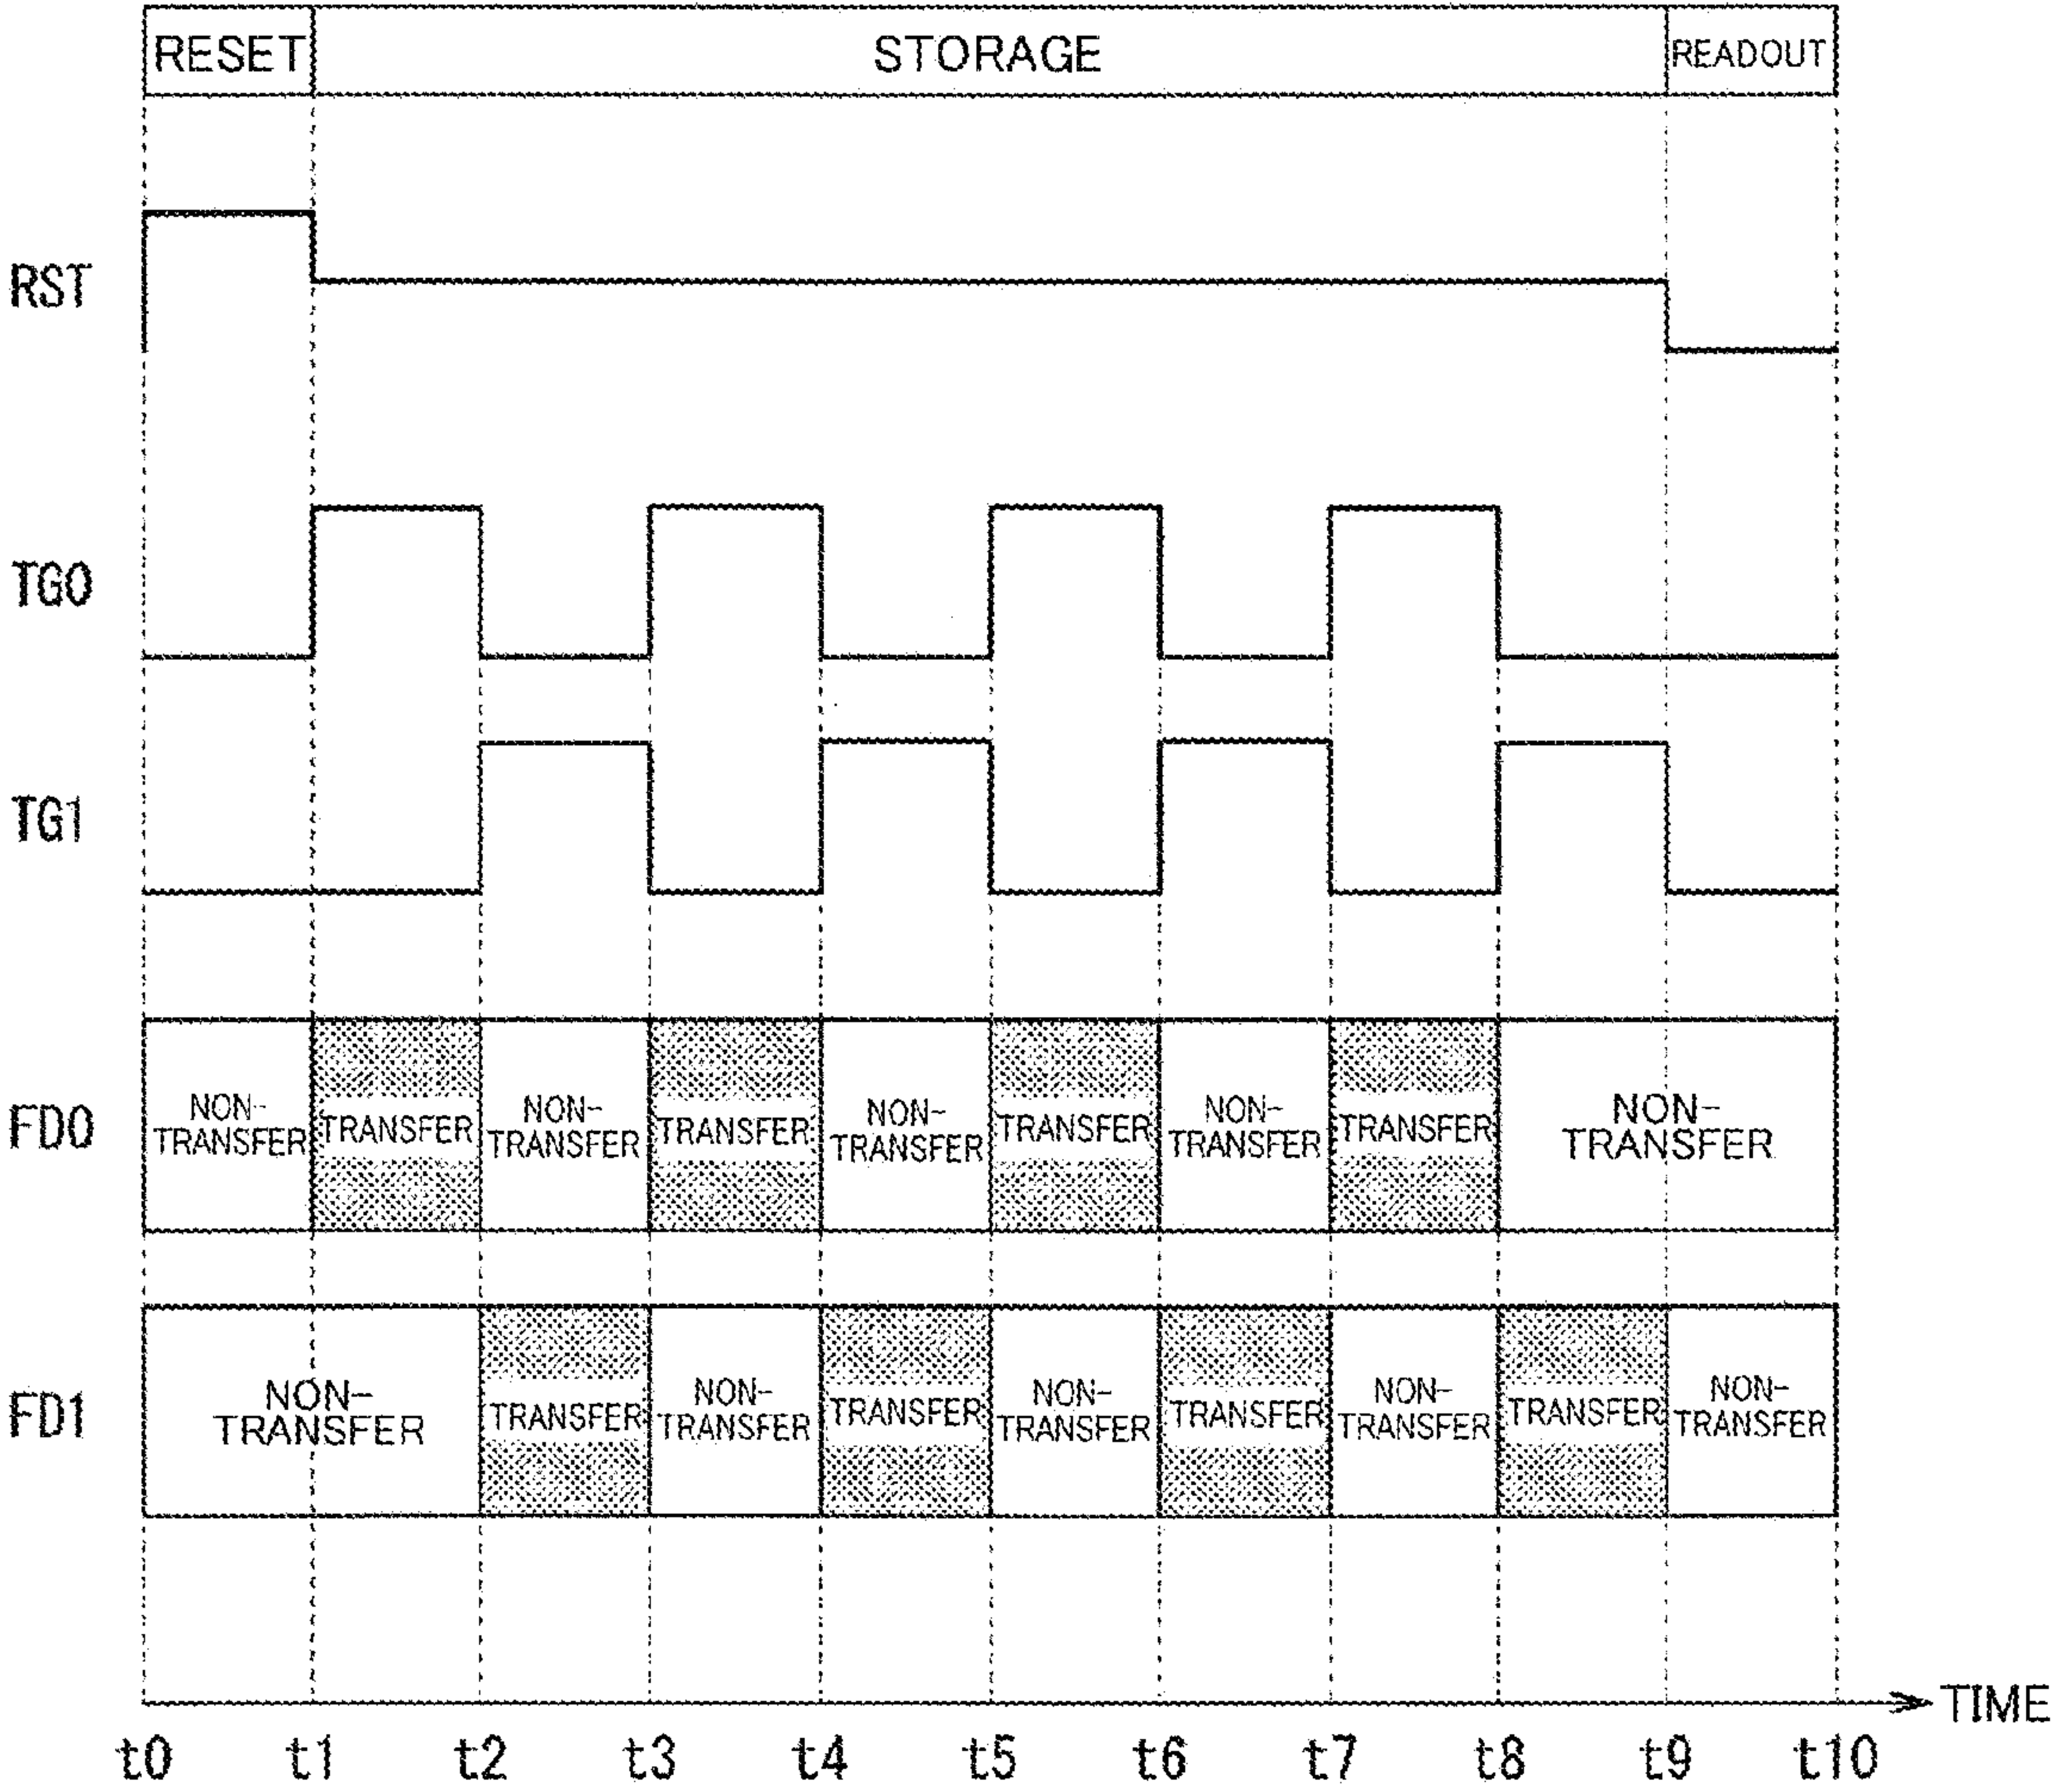 RESET STORAGE READOUT
RST
TG0
TG1
FD0
NON-
TRANSFER
TRANSFER
NON-
TRANSFER
TRANSFER
NON-
TRANSFER
TRANSFER
NON-
TRANSFER
TRANSFER
NON-
TRANSFER
FD1
NON-
TRANSFER
TRANSFER
NON-
TRANSFER
TRANSFER
NON-
TRANSFER
TRANSFER
NON-
TRANSFER
TRANSFER
NON-
TRANSFER
TIME
t0 t1 t2 t3 t4 t5 t6 t7 t8 t9 t10